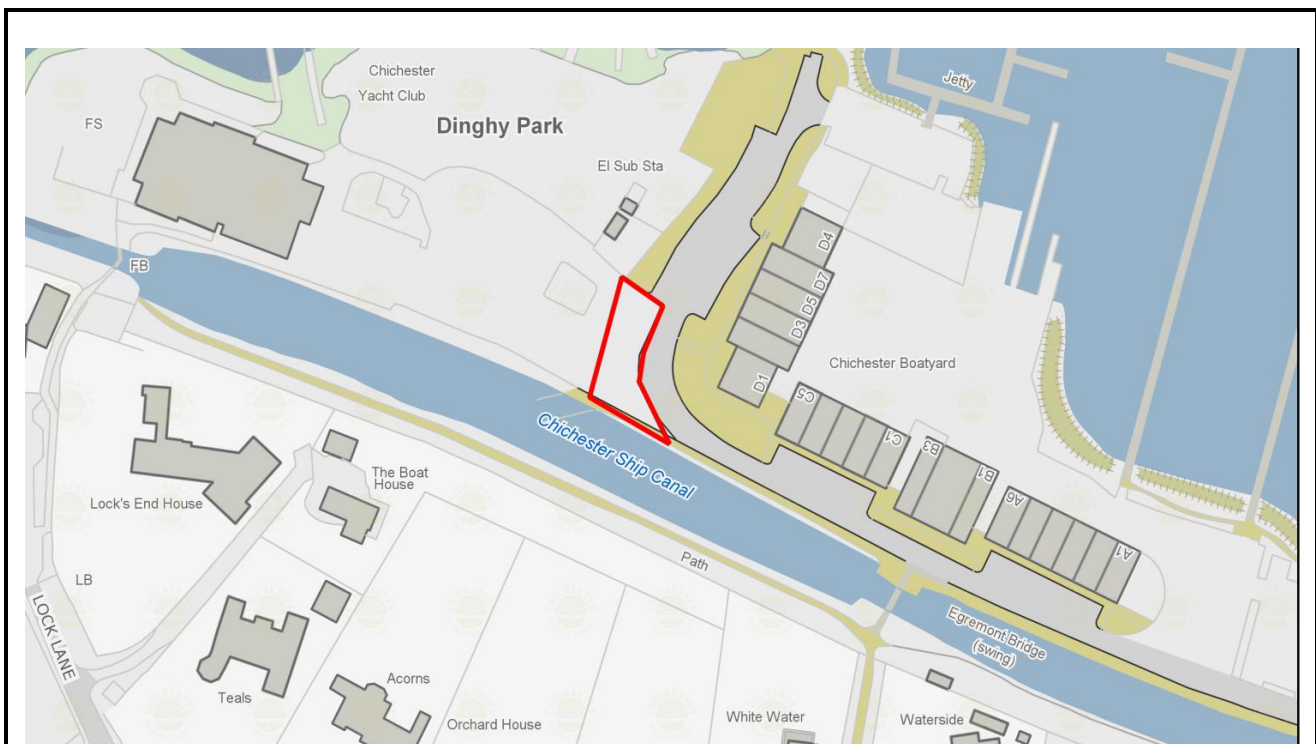 Jetty
Chichester
Yacht Club
FS
Dinghy Park
El Sub Sta
D4
FB
D7
D5
D3
Chichester Boatyard
D1
C5
Chichester Ship Canal
C1
B3
The Boat
House
B1
Lock's End House
A6
Path
A1
LB
LOCK LANE
Egremont Bridge
(swing)
Acorns
Teals
Orchard House
White Water
Waterside